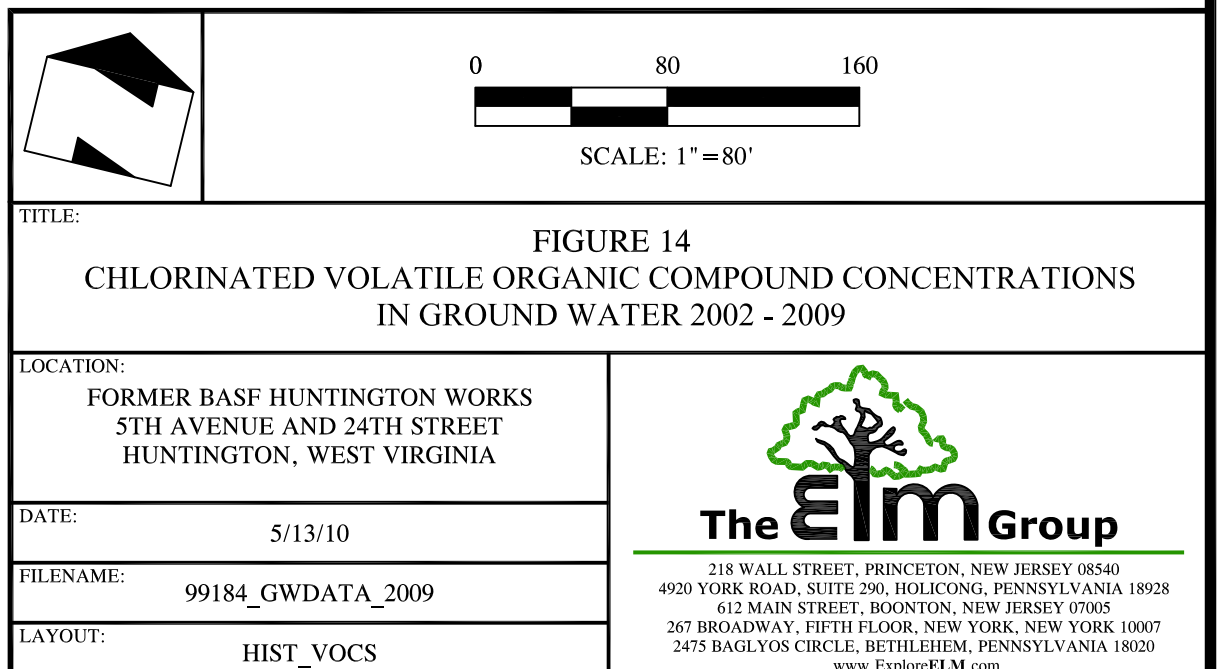 0 80 160
SCALE: 1"=80'
TITLE:
FIGURE 14
CHLORINATED VOLATILE ORGANIC COMPOUND CONCENTRATIONS
IN GROUND WATER 2002 - 2009
LOCATION:
FORMER BASF HUNTINGTON WORKS
5TH AVENUE AND 24TH STREET
HUNTINGTON, WEST VIRGINIA
DATE:
5/13/10
FILENAME:
99184_GWDATA_2009
LAYOUT:
HIST_VOCS
The Elm Group
218 WALL STREET, PRINCETON, NEW JERSEY 08540
4920 YORK ROAD, SUITE 290, HOLICONG, PENNSYLVANIA 18928
612 MAIN STREET, BOONTON, NEW JERSEY 07005
267 BROADWAY, FIFTH FLOOR, NEW YORK, NEW YORK 10007
2475 BAGLYOS CIRCLE, BETHLEHEM, PENNSYLVANIA 18020
www.ExploreELM.com